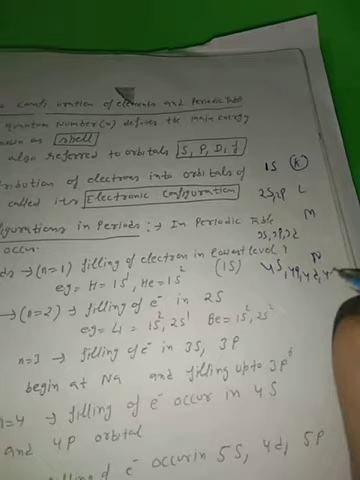 configuration of elements and Periodic Table
quantum Number(n) defines the main energy
known as shell
also referred to orbitals S, P, D, f
distribution of electrons into orbitals of
called its Electronic Configuration
1S K
2S, 2P L
M
3S, 3P, 3d
N
4S, 4P, 4d, 4
Configurations in Periods :→ In Periodic Table
occur:
→ (n=1) filling of electron in lowest level,
(1S)
eg = H = 1S¹, He = 1S²
→ (n=2) → filling of e⁻ in 2S
eg = Li = 1S², 2S¹ Be = 1S², 2S²
n=3 → filling of e⁻ in 3S, 3P
begin at Na and filling upto 3P⁶
n=4 → filling of e⁻ occur in 4S
and 4P orbital
filling of e⁻ occur in 5S, 4d, 5P